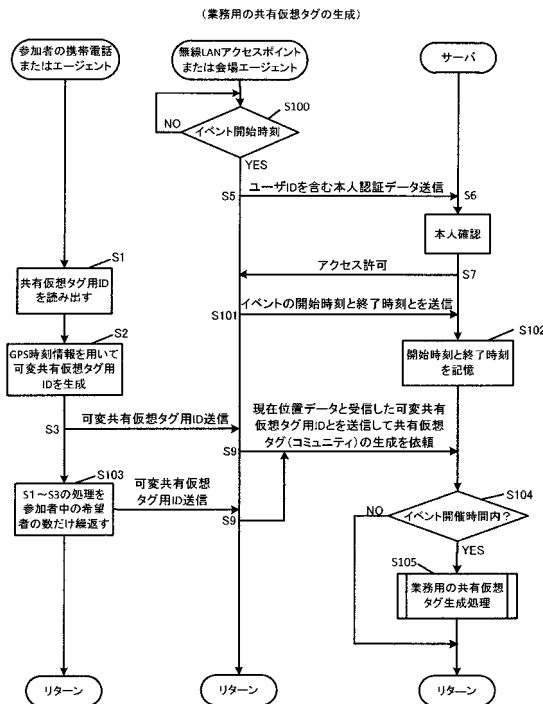 (業務用の共有仮想タグの生成)
参加者の携帯電話
またはエージェント
無線LANアクセスポイント
または会場エージェント
サーバ
S100
NO
イベント開始時刻
YES
S5
ユーザIDを含む本人認証データ送信
S6
本人確認
アクセス許可
S7
S1
共有仮想タグ用ID
を読み出す
S101
イベントの開始時刻と終了時刻とを送信
S102
開始時刻と終了時刻
を記憶
S2
GPS時刻情報を用いて
可変共有仮想タグ用
IDを生成
S3
可変共有仮想タグ用ID送信
現在位置データと受信した可変共有
仮想タグ用IDとを送信して共有仮想
タグ(コミュニティ)の生成を依頼
S9
S103
S1～S3の処理を
参加者中の希望
者の数だけ繰返す
可変共有仮想
タグ用ID送信
S9
S104
NO
イベント開催時間内?
YES
S105
業務用の共有仮想
タグ生成処理
リターン
リターン
リターン